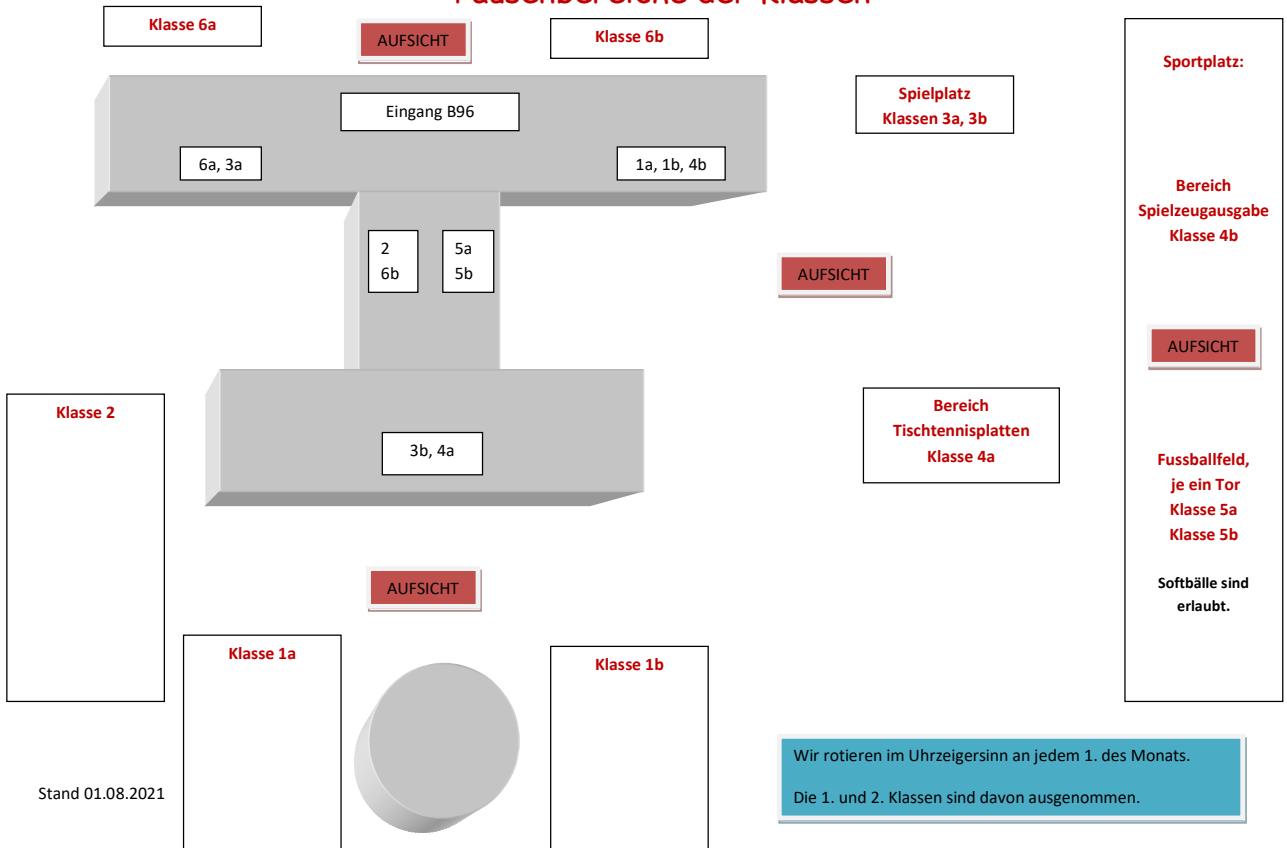 Pausenbereiche der Klassen
Klasse 6a
AUFSICHT
Klasse 6b
Eingang B96
6a, 3a
1a, 1b, 4b
Spielplatz
Klassen 3a, 3b
Sportplatz:
Bereich
Spielzeugausgabe
Klasse 4b
AUFSICHT
Fussballfeld,
je ein Tor
Klasse 5a
Klasse 5b
Softbälle sind
erlaubt.
2
6b
5a
5b
AUFSICHT
Klasse 2
3b, 4a
Bereich
Tischtennisplatten
Klasse 4a
AUFSICHT
Klasse 1a
Klasse 1b
Wir rotieren im Uhrzeigersinn an jedem 1. des Monats.
Die 1. und 2. Klassen sind davon ausgenommen.
Stand 01.08.2021